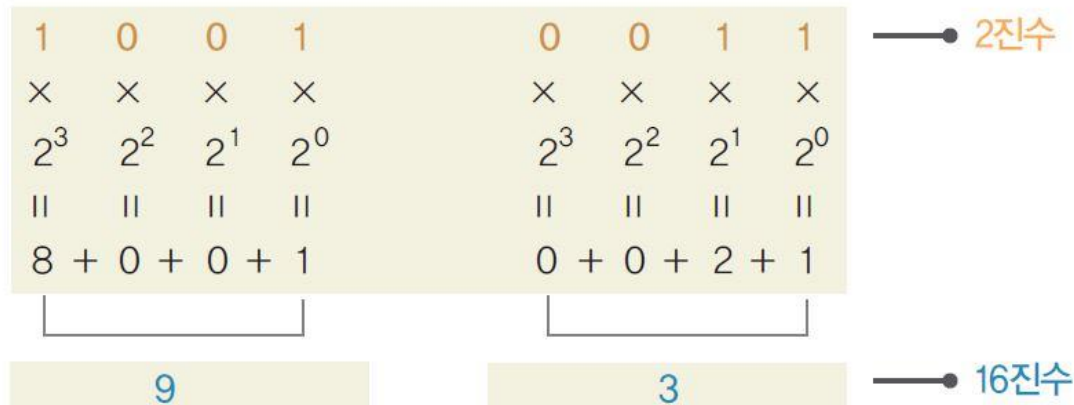 1 0 0 1 0 0 1 1 2진수
× × × × × × × ×
2³ 2² 2¹ 2⁰ 2³ 2² 2¹ 2⁰
= = = = = = = =
8 + 0 + 0 + 1 0 + 0 + 2 + 1
9 3 16진수